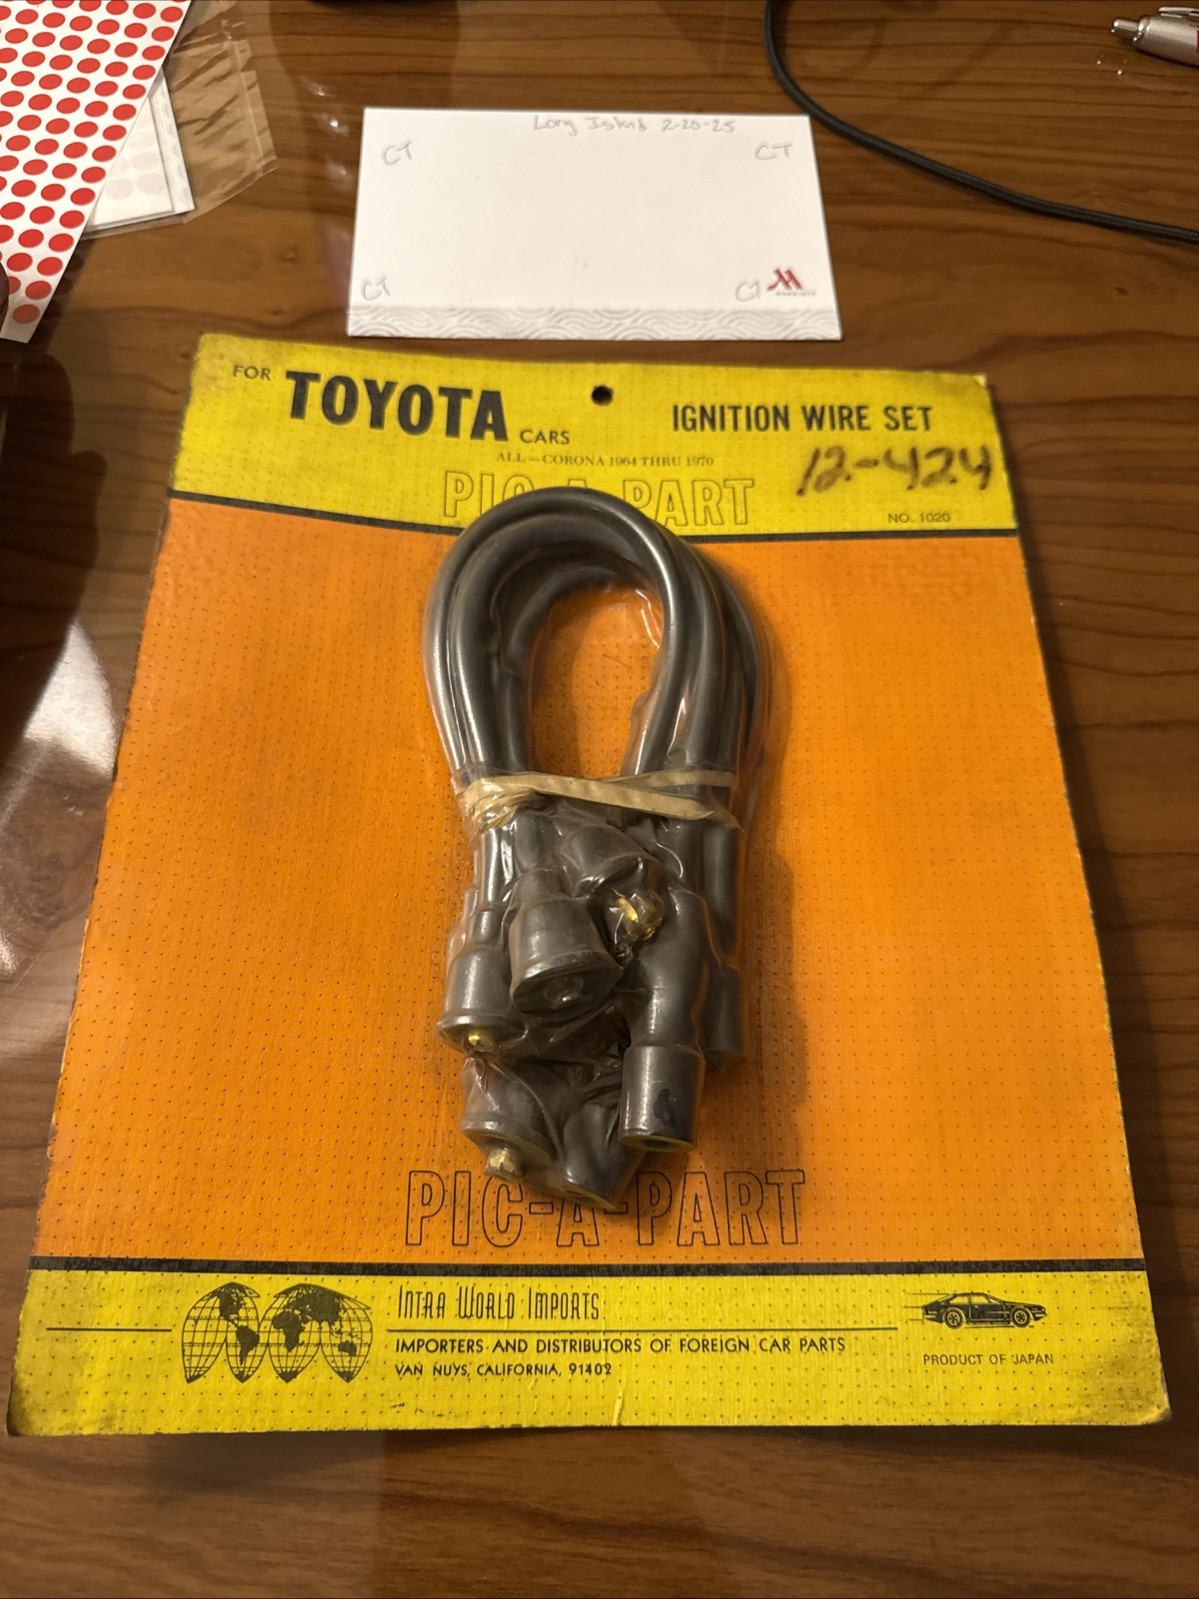 Long Islnd 2-20-25
CT CT
CT CT
MARRIOTT
FOR TOYOTA CARS
IGNITION WIRE SET
ALL—CORONA 1964 THRU 1970
12-424
PIC-A-PART
NO. 1020
PIC-A-PART
INTRA WORLD IMPORTS
IMPORTERS AND DISTRIBUTORS OF FOREIGN CAR PARTS
VAN NUYS, CALIFORNIA, 91402
PRODUCT OF JAPAN